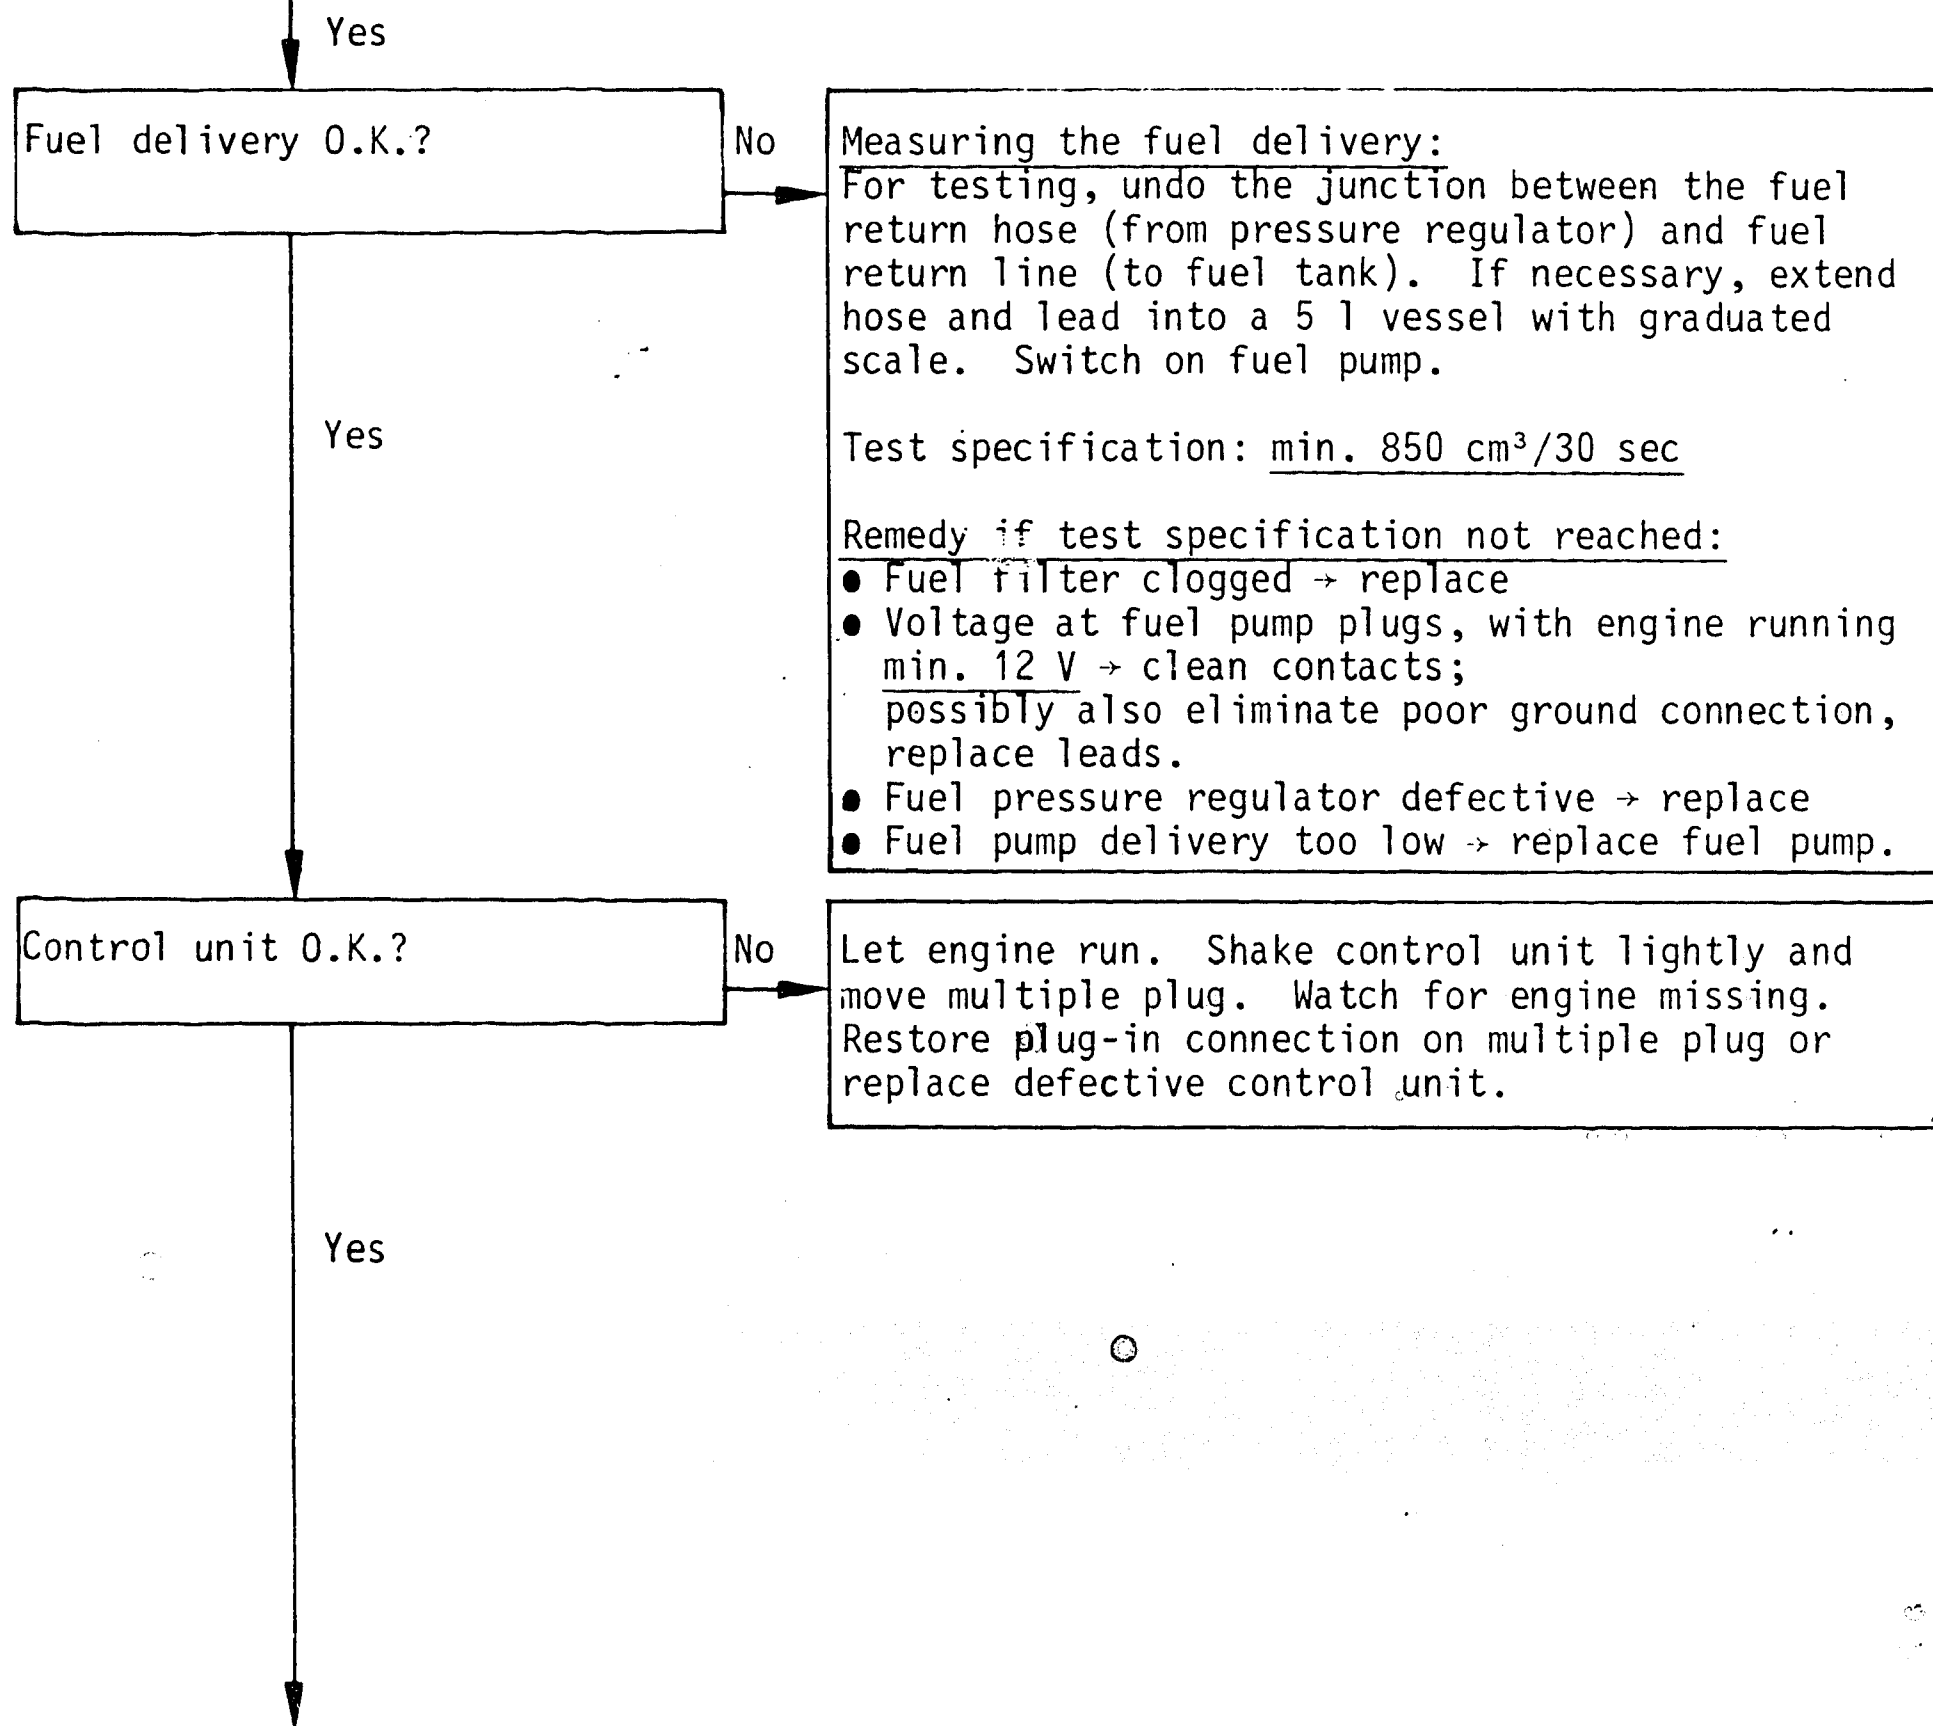 Yes
Fuel delivery O.K.?
No
Measuring the fuel delivery:
For testing, undo the junction between the fuel
return hose (from pressure regulator) and fuel
return line (to fuel tank). If necessary, extend
hose and lead into a 5 l vessel with graduated
scale. Switch on fuel pump.
Test specification: min. 850 cm³/30 sec
Remedy if test specification not reached:
● Fuel filter clogged → replace
● Voltage at fuel pump plugs, with engine running
min. 12 V → clean contacts;
possibly also eliminate poor ground connection,
replace leads.
● Fuel pressure regulator defective → replace
● Fuel pump delivery too low → replace fuel pump.
Yes
Control unit O.K.?
No
Let engine run. Shake control unit lightly and
move multiple plug. Watch for engine missing.
Restore plug-in connection on multiple plug or
replace defective control unit.
Yes